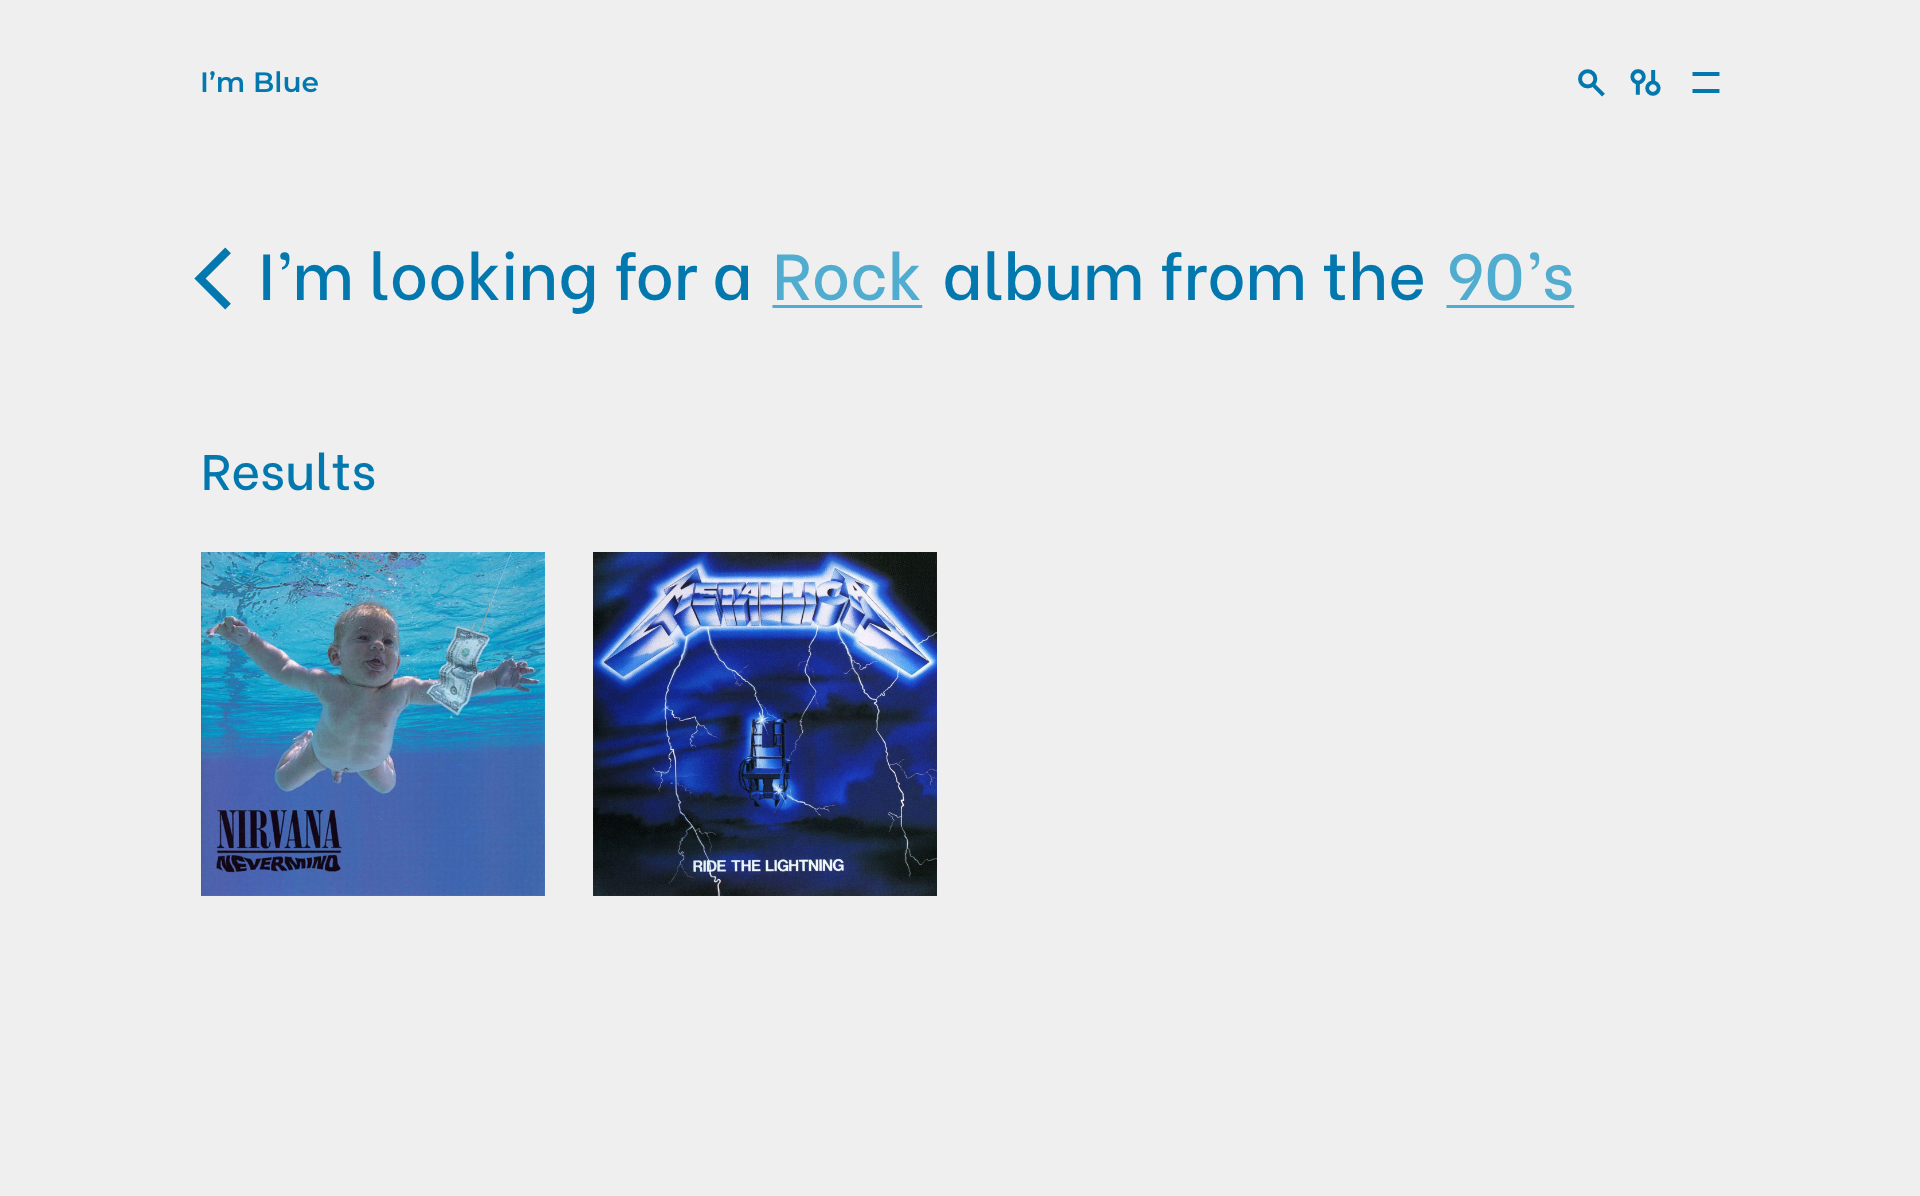 I’m Blue
I’m looking for a Rock album from the 90’s
Results
NIRVANA
NEVERMIND
METALLICA
RIDE THE LIGHTNING